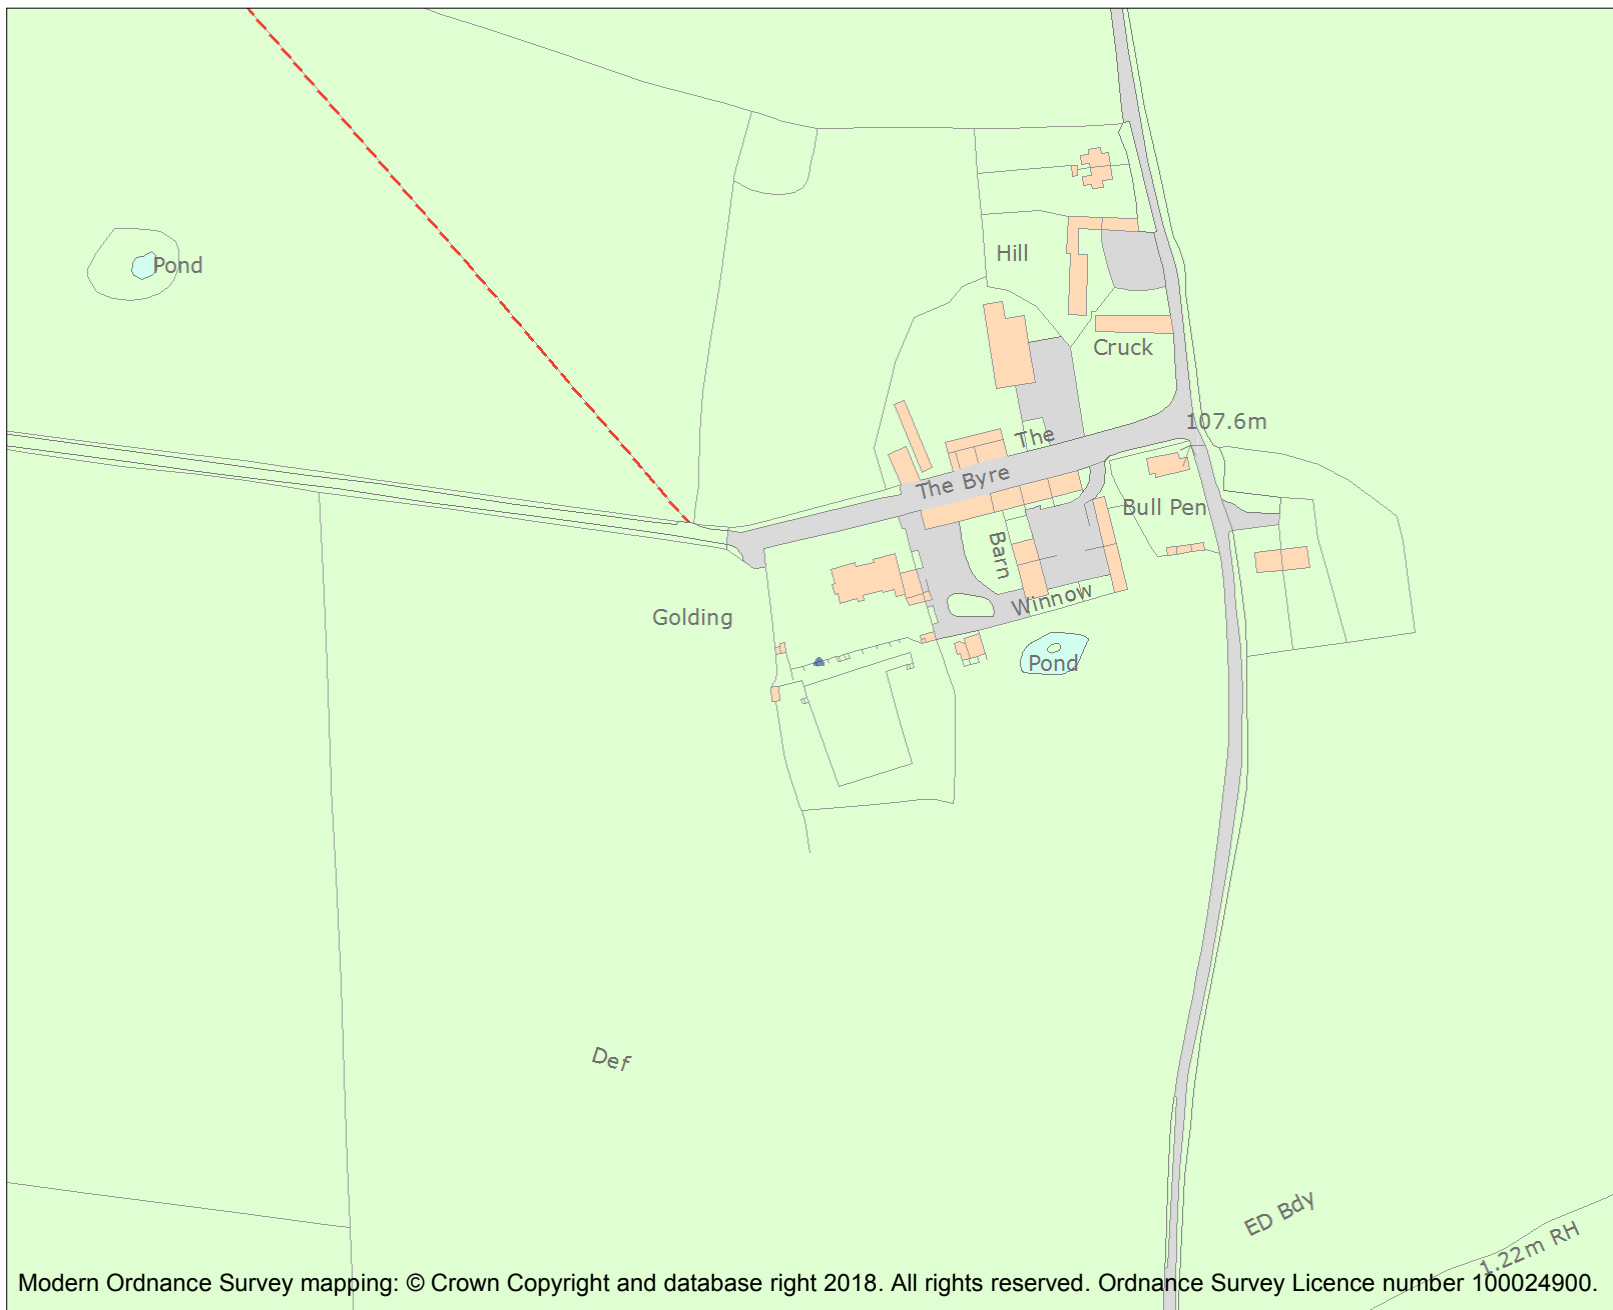 Pond
Hill
Cruck
107.6m
The
The Byre
Bull Pen
Barn
Winnow
Golding
Pond
Def
ED Bdy
1.22m RH
Modern Ordnance Survey mapping: © Crown Copyright and database right 2018. All rights reserved. Ordnance Survey Licence number 100024900.